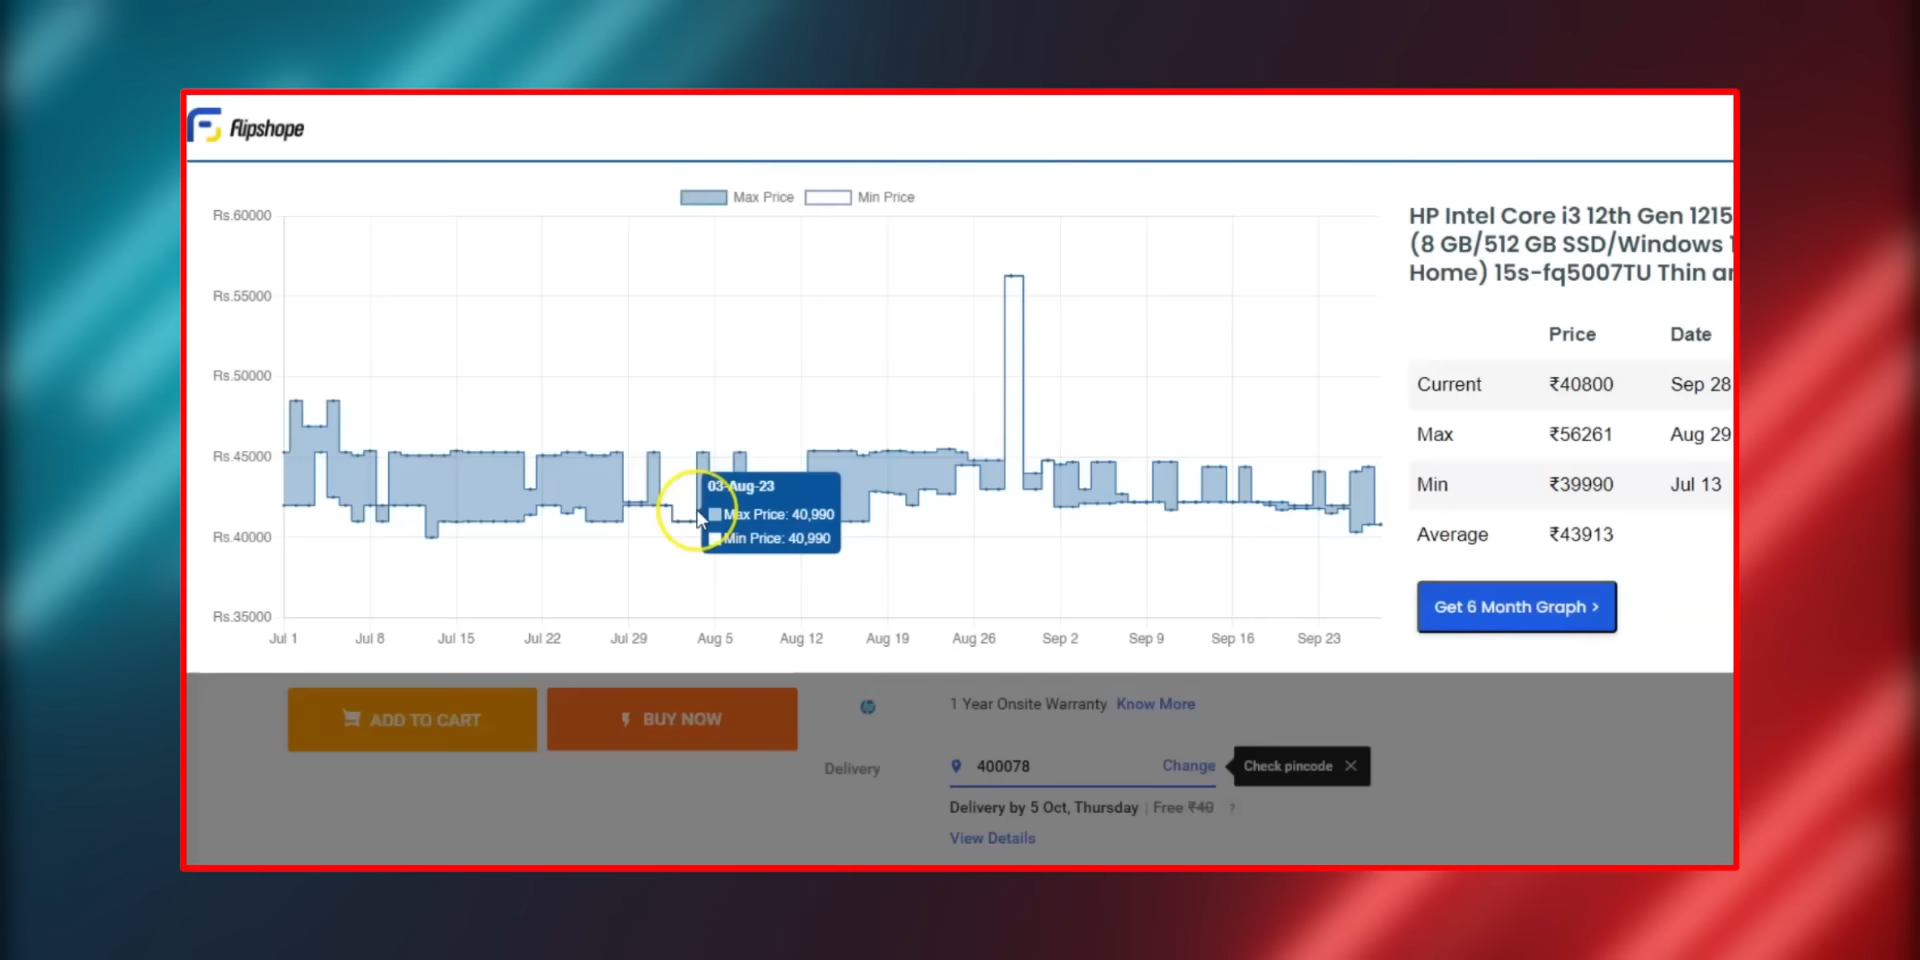 flipshope
Max Price Min Price
Rs.60000
Rs.55000
Rs.50000
Rs.45000
Rs.40000
Rs.35000
Jul 1 Jul 8 Jul 15 Jul 22 Jul 29 Aug 5 Aug 12 Aug 19 Aug 26 Sep 2 Sep 9 Sep 16 Sep 23
03-Aug-23
Max Price: 40,990
Min Price: 40,990
HP Intel Core i3 12th Gen 1215
(8 GB/512 GB SSD/Windows 1
Home) 15s-fq5007TU Thin
Price Date
Current ₹40800 Sep 28
Max ₹56261 Aug 29
Min ₹39990 Jul 13
Average ₹43913
Get 6 Month Graph >
ADD TO CART
BUY NOW
hp
1 Year Onsite Warranty Know More
Delivery
400078 Change
Check pincode ✕
Delivery by 5 Oct, Thursday | Free ₹40 ?
View Details